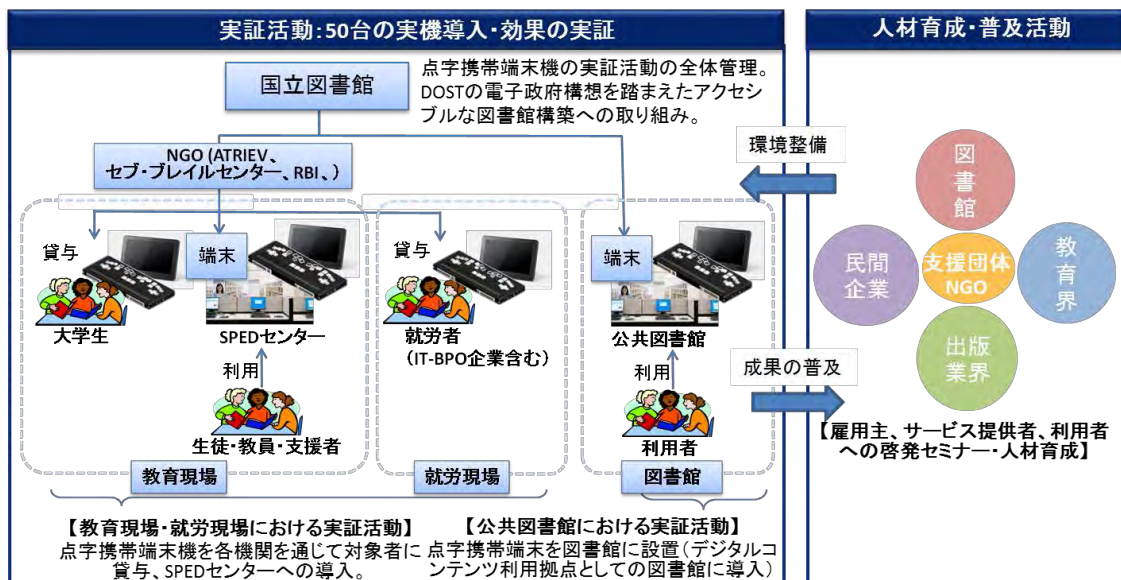 実証活動:50台の実機導入・効果の実証
国立図書館
点字携帯端末機の実証活動の全体管理。
DOSTの電子政府構想を踏まえたアクセシ
ブルな図書館構築への取り組み。
NGO (ATRIEV、
セブ・ブレイルセンター、RBI、)
貸与
大学生
端末
SPEDセンター
利用
生徒・教員・支援者
教育現場
貸与
就労者
(IT-BPO企業含む)
就労現場
端末
公共図書館
利用
利用者
図書館
【教育現場・就労現場における実証活動】
点字携帯端末機を各機関を通じて対象者に
貸与、SPEDセンターへの導入。
【公共図書館における実証活動】
点字携帯端末を図書館に設置(デジタルコ
ンテンツ利用拠点としての図書館に導入)
環境整備
成果の普及
人材育成・普及活動
図
書
館
民間
企業
支援団体
NGO
教
育
界
出版
業界
【雇用主、サービス提供者、利用者
への啓発セミナー・人材育成】